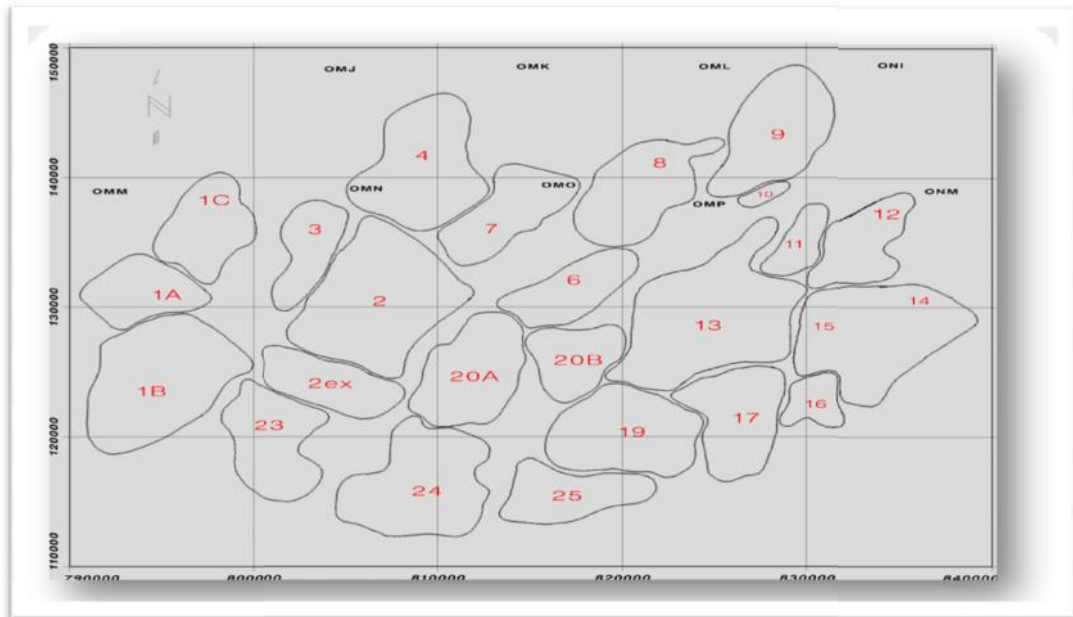 OMJ OMK OML ONI
150000
N
9
4 8
140000
OMM OMN OMO 10 ONM
1C OMP
12
3 7 11
6
1A 2 14
130000
13 15
20B
2ex 20A
1B
16
23 17
19
120000
24 25
110000
790000 800000 810000 820000 830000 840000